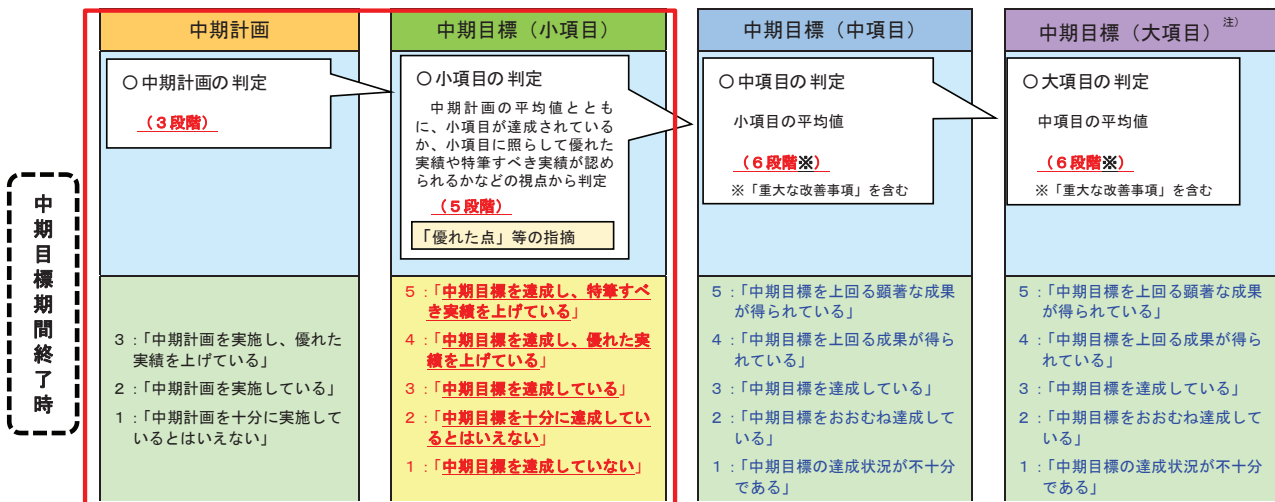 中期目標期間終了時
中期計画
〇中期計画の判定
（３段階）
３：「中期計画を実施し、優れた
実績を上げている」
２：「中期計画を実施している」
１：「中期計画を十分に実施して
いるとはいえない」
中期目標（小項目）
〇小項目の判定
中期計画の平均値ととも
に、小項目が達成されている
か、小項目に照らして優れた
実績や特筆すべき実績が認め
られるかなどの視点から判定
（５段階）
「優れた点」等の指摘
５：「中期目標を達成し、特筆すべ
き実績を上げている」
４：「中期目標を達成し、優れた実
績を上げている」
３：「中期目標を達成している」
２：「中期目標を十分に達成してい
るとはいえない」
１：「中期目標を達成していない」
中期目標（中項目）
〇中項目の判定
小項目の平均値
（６段階※）
※「重大な改善事項」を含む
５：「中期目標を上回る顕著な成果
が得られている」
４：「中期目標を上回る成果が得ら
れている」
３：「中期目標を達成している」
２：「中期目標をおおむね達成して
いる」
１：「中期目標の達成状況が不十分
である」
中期目標（大項目）注）
〇大項目の判定
中項目の平均値
（６段階※）
※「重大な改善事項」を含む
５：「中期目標を上回る顕著な成果
が得られている」
４：「中期目標を上回る成果が得ら
れている」
３：「中期目標を達成している」
２：「中期目標をおおむね達成して
いる」
１：「中期目標の達成状況が不十分
である」